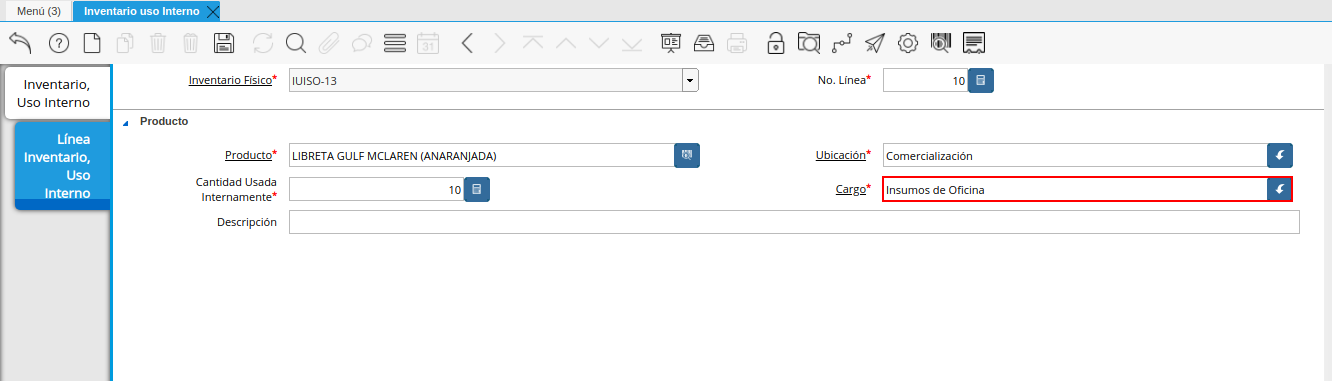 Menú (3)
Inventario uso Interno
31
Inventario,
Uso Interno
Línea
Inventario,
Uso
Interno
Inventario Físico*
IUISO-13
No. Línea*
10
Producto
Producto*
LIBRETA GULF MCLAREN (ANARANJADA)
Ubicación*
Comercialización
Cantidad Usada
Internamente*
10
Cargo*
Insumos de Oficina
Descripción